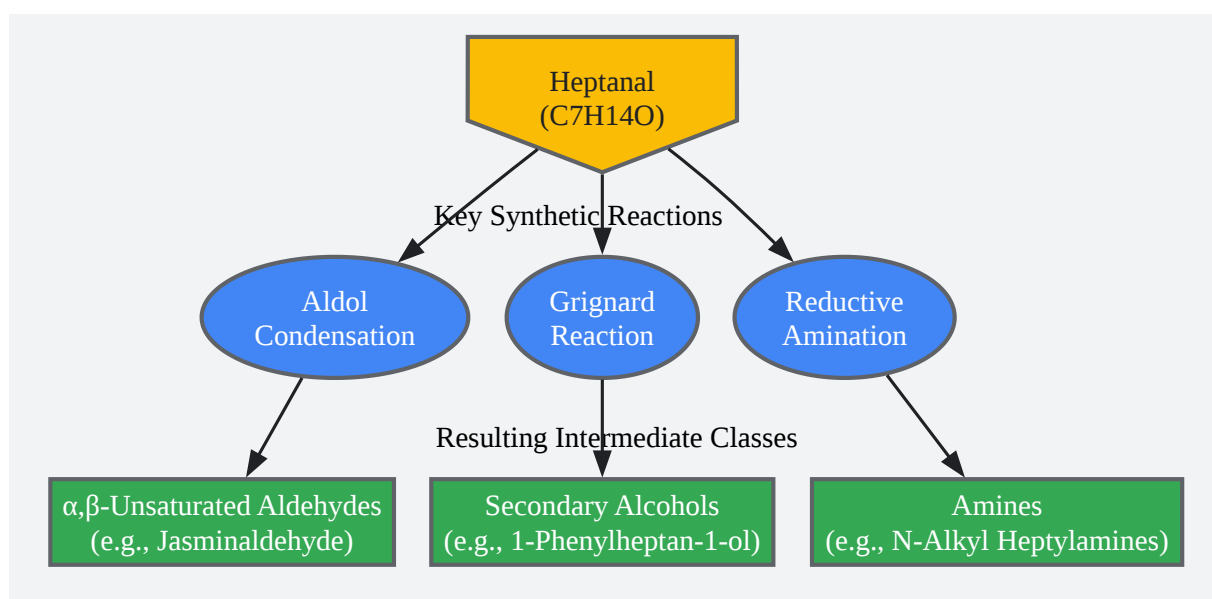 Heptanal
(C7H14O)
Key Synthetic Reactions
Aldol
Condensation
Grignard
Reaction
Reductive
Amination
Resulting Intermediate Classes
α,β-Unsaturated Aldehydes
(e.g., Jasminaldehyde)
Secondary Alcohols
(e.g., 1-Phenylheptan-1-ol)
Amines
(e.g., N-Alkyl Heptylamines)